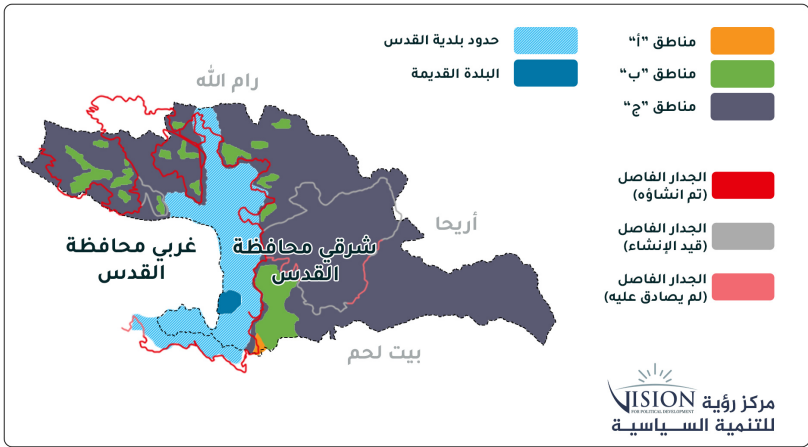 مناطق "أ"
مناطق "ب"
مناطق "ج"
حدود بلدية القدس
البلدة القديمة
رام الله
الجدار الفاصل
(تم انشاؤه)
الجدار الفاصل
(قيد الإنشاء)
الجدار الفاصل
(لم يصادق عليه)
أريحا
شرقي محافظة
القدس
غربي محافظة
القدس
بيت لحم
VISION
FOR POLITICAL DEVELOPMENT
مركز رؤية
للتنمية السـياسيـة